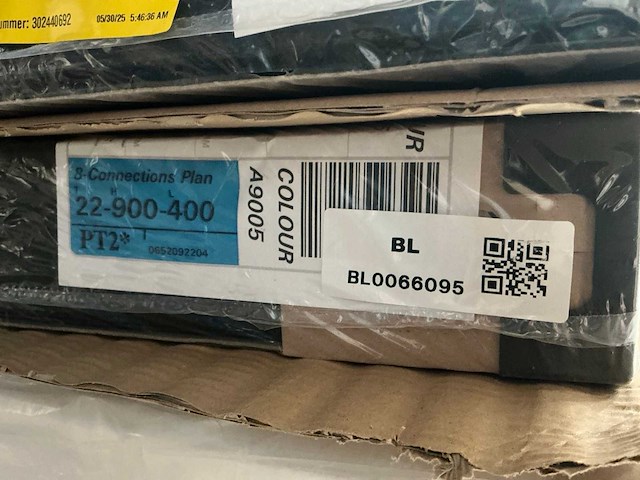 ummer: 302440692
05/30/25 5:46:36 AM
8-Connections Plan
T H L
22-900-400
PT2*
0652092204
COLOUR
A9005
UR
BL
BL0066095